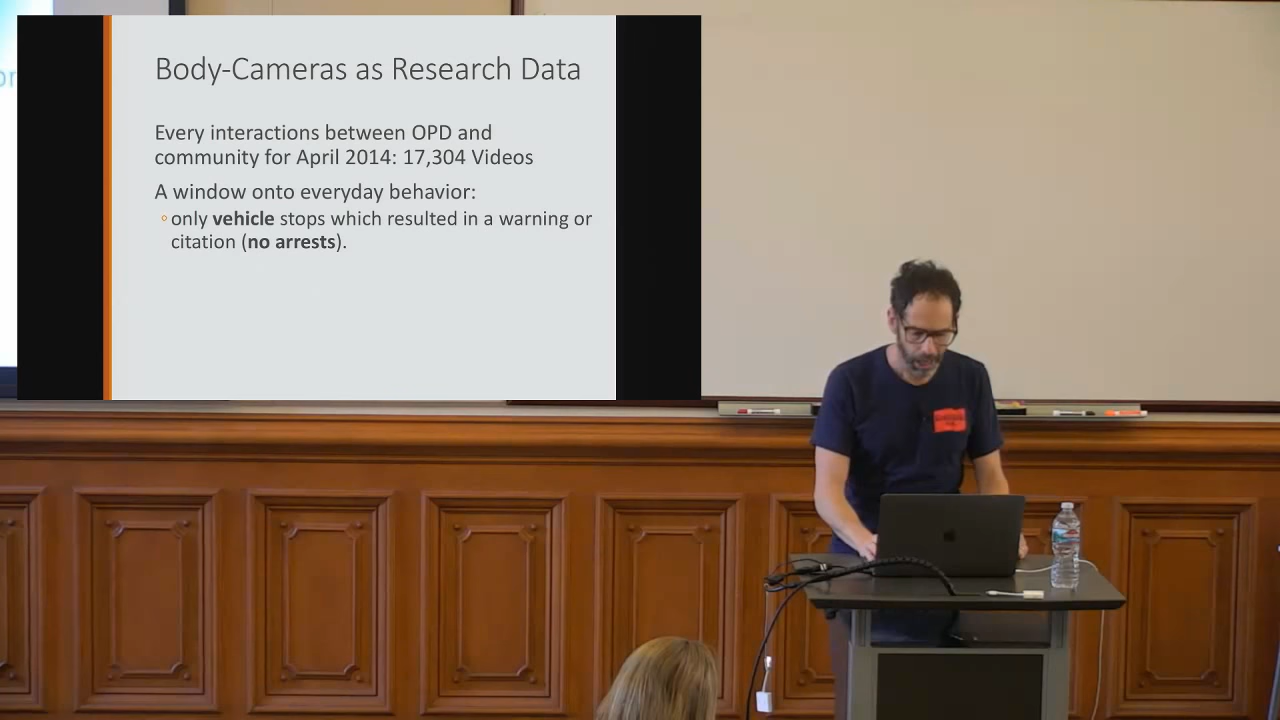 Body-Cameras as Research Data
Every interactions between OPD and
community for April 2014: 17,304 Videos
A window onto everyday behavior:
only vehicle stops which resulted in a warning or
citation (no arrests).